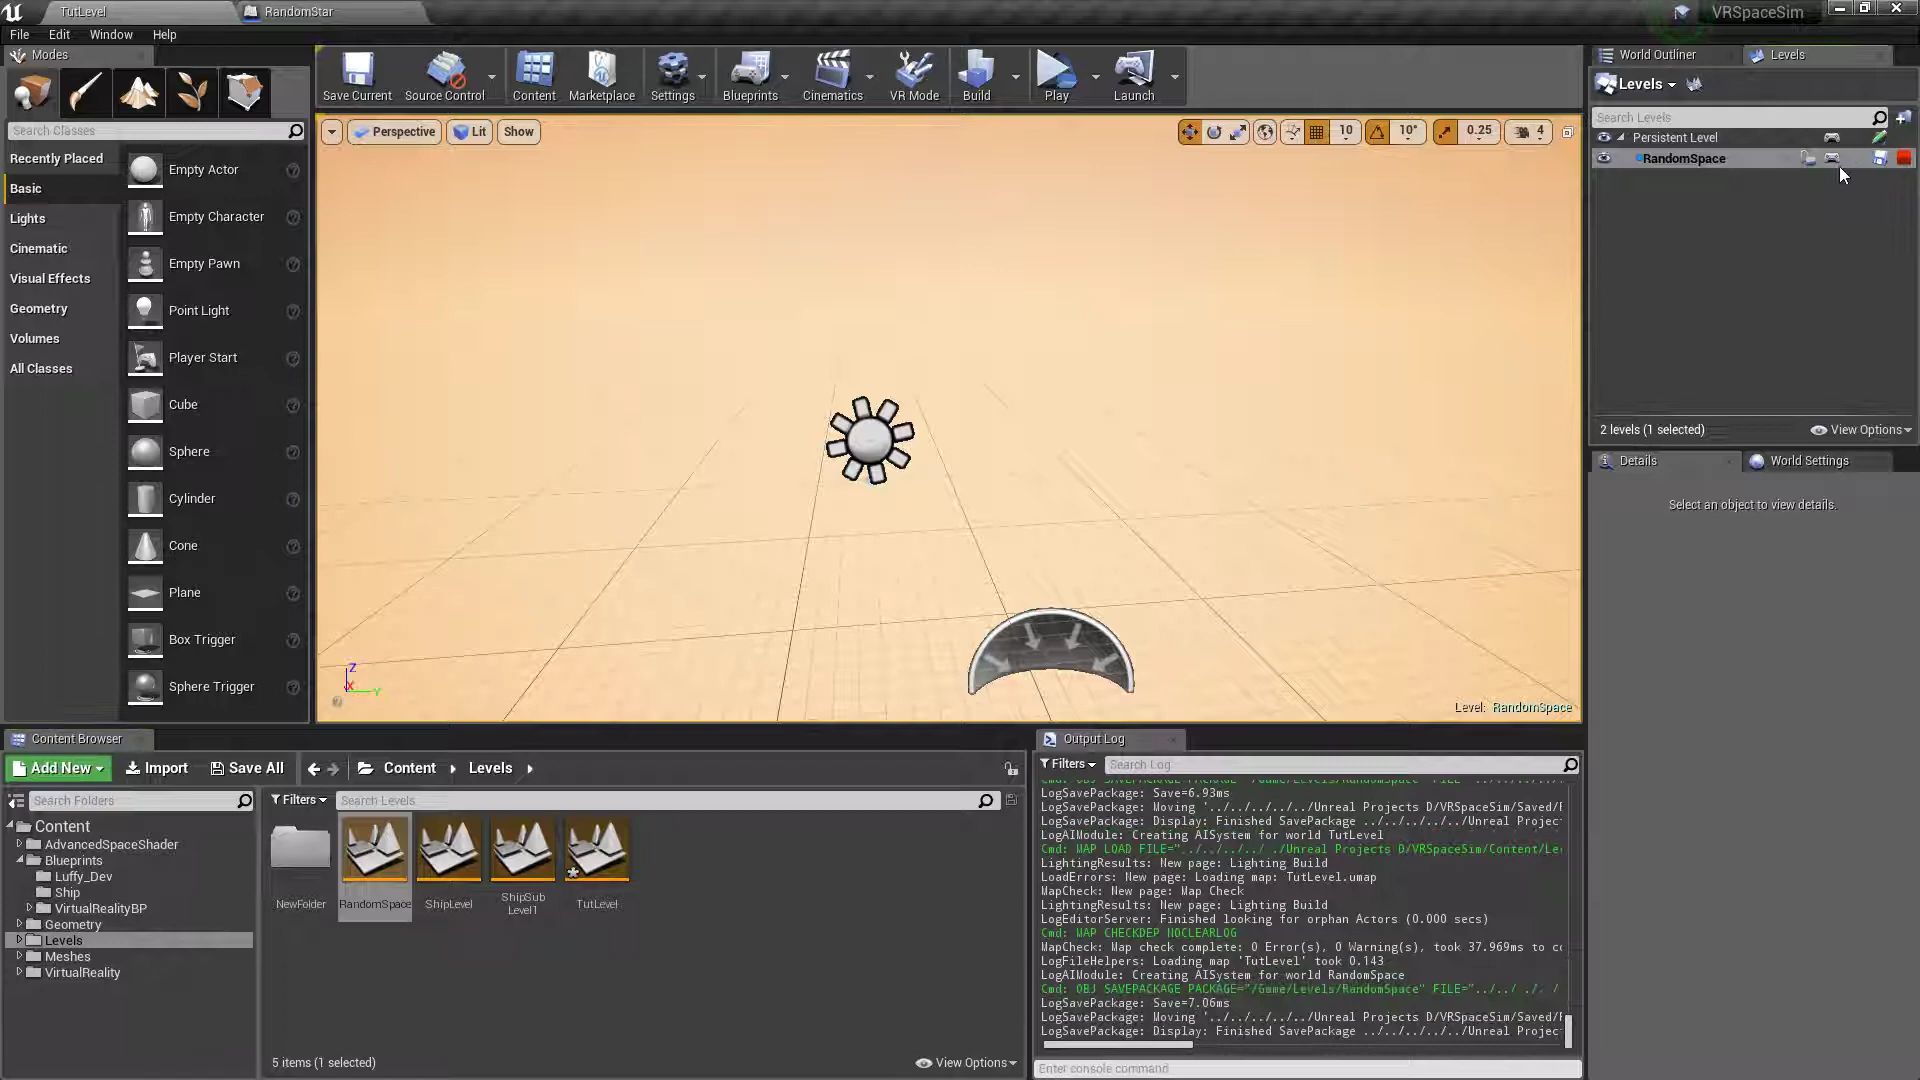 TutLevel
RandomStar
VRSpaceSim
File Edit Window Help
Modes
Search Classes
Recently Placed
Basic
Lights
Cinematic
Visual Effects
Geometry
Volumes
All Classes
Empty Actor
Empty Character
Empty Pawn
Point Light
Player Start
Cube
Sphere
Cylinder
Cone
Plane
Box Trigger
Sphere Trigger
Save Current
Source Control
Content
Marketplace
Settings
Blueprints
Cinematics
VR Mode
Build
Play
Launch
Perspective
Lit
Show
10
10°
0.25
4
Z
X
Y
Level: RandomSpace
World Outliner
Levels
Levels
Search Levels
Persistent Level
RandomSpace
2 levels (1 selected)
View Options
Details
World Settings
Select an object to view details.
Content Browser
Add New
Import
Save All
Content
Levels
Search Folders
Content
AdvancedSpaceShader
Blueprints
Luffy_Dev
Ship
VirtualRealityBP
Geometry
Levels
Meshes
VirtualReality
Filters
Search Levels
NewFolder
RandomSpace
ShipLevel
ShipSub
Level1
TutLevel
5 items (1 selected)
View Options
Output Log
Filters
Search Log
LogSavePackage: Save=6.93ms
LogSavePackage: Moving '../../../../../Unreal Projects D/VRSpaceSim/Saved/
LogSavePackage: Display: Finished SavePackage ../../../../../Unreal Projec
LogAIModule: Creating AISystem for world TutLevel
Cmd: MAP LOAD FILE="../../../../../Unreal Projects D/VRSpaceSim/Content/Le
LightingResults: New page: Lighting Build
LoadErrors: New page: Loading map: TutLevel.umap
MapCheck: New page: Map Check
LightingResults: New page: Lighting Build
LogEditorServer: Finished looking for orphan Actors (0.000 secs)
Cmd: MAP CHECKDEP NOCLEARLOG
MapCheck: Map check complete: 0 Error(s), 0 Warning(s), took 37.969ms to c
LogFileHelpers: Loading map 'TutLevel' took 0.143
LogAIModule: Creating AISystem for world RandomSpace
Cmd: OBJ SAVEPACKAGE PACKAGE="/Game/Levels/RandomSpace" FILE="../../
LogSavePackage: Save=7.06ms
LogSavePackage: Moving '../../../../../Unreal Projects D/VRSpaceSim/Saved/
LogSavePackage: Display: Finished SavePackage ../../../../../Unreal Projec
Enter console command